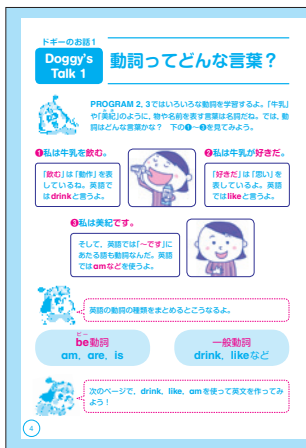 ドギーのお話1
Doggy's
Talk 1
動詞ってどんな言葉？
PROGRAM 2, 3ではいろいろな動詞を学習するよ。「牛乳」
や「美紀」のように，物や名前を表す言葉は名詞だね。では，動
詞はどんな言葉かな？ 下の❶〜❸を見てみよう。
❶私は牛乳を飲む。
「飲む」は「動作」を表
しているね。英語で
はdrinkと言うよ。
❷私は牛乳が好きだ。
「好きだ」は「思い」を
表しているよ。英語
ではlikeと言うよ。
❸私は美紀です。
そして，英語では「〜です」に
あたる語も動詞なんだ。英語
ではamなどを使うよ。
英語の動詞の種類をまとめるとこうなるよ。
ビー
be動詞
am，are，is
一般動詞
drink，likeなど
次のページで，drink，like，amを使って英文を作ってみ
よう！
4